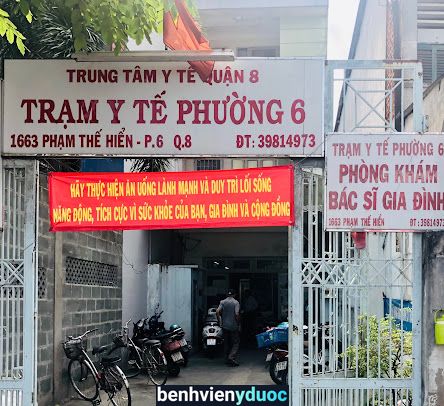 TRUNG TÂM Y TẾ QUẬN 8
TRẠM Y TẾ PHƯỜNG 6
1663 PHẠM THẾ HIỂN - P.6 Q.8 ĐT: 39814973
HÃY THỰC HIỆN ĂN UỐNG LÀNH MẠNH VÀ DUY TRÌ LỐI SỐNG
NĂNG ĐỘNG, TÍCH CỰC VÌ SỨC KHỎE CỦA BẠN, GIA ĐÌNH VÀ CỘNG ĐỒNG
TRẠM Y TẾ PHƯỜNG 6
PHÒNG KHÁM
BÁC SĨ GIA ĐÌNH
1663 PHẠM THẾ HIỂN ĐT: 39814973
benhvienyduoc